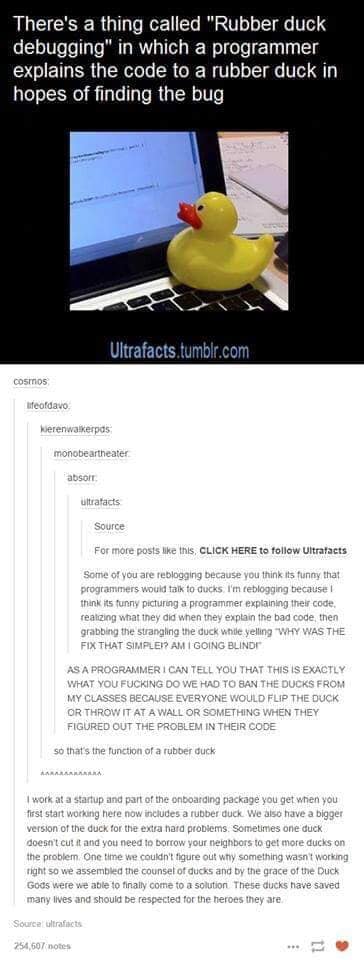 There's a thing called "Rubber duck
debugging" in which a programmer
explains the code to a rubber duck in
hopes of finding the bug
Ultrafacts.tumblr.com
cosrnos:
lifeofdavo:
kierenwalkerpds:
monobeartheater:
absorr:
ultrafacts:
Source
For more posts like this, CLICK HERE to follow Ultrafacts
Some of you are reblogging because you think its funny that
programmers would talk to ducks. I'm reblogging because I
think its funny picturing a programmer explaining their code,
realizing what they did when they explain the bad code, then
grabbing the strangling the duck while yelling "WHY WAS THE
FIX THAT SIMPLE!? AM I GOING BLIND!"
AS A PROGRAMMER I CAN TELL YOU THAT THIS IS EXACTLY
WHAT YOU FUCKING DO WE HAD TO BAN THE DUCKS FROM
MY CLASSES BECAUSE EVERYONE WOULD FLIP THE DUCK
OR THROW IT AT A WALL OR SOMETHING WHEN THEY
FIGURED OUT THE PROBLEM IN THEIR CODE
so that's the function of a rubber duck
^^^^^^^^^^^^^
I work at a startup and part of the onboarding package you get when you
first start working here now includes a rubber duck. We also have a bigger
version of the duck for the extra hard problems. Sometimes one duck
doesn't cut it and you need to borrow your neighbors to get more ducks on
the problem. One time we couldn't figure out why something wasn't working
right so we assembled the counsel of ducks and by the grace of the Duck
Gods were we able to finally come to a solution. These ducks have saved
many lives and should be respected for the heroes they are.
Source: ultrafacts
254,607 notes